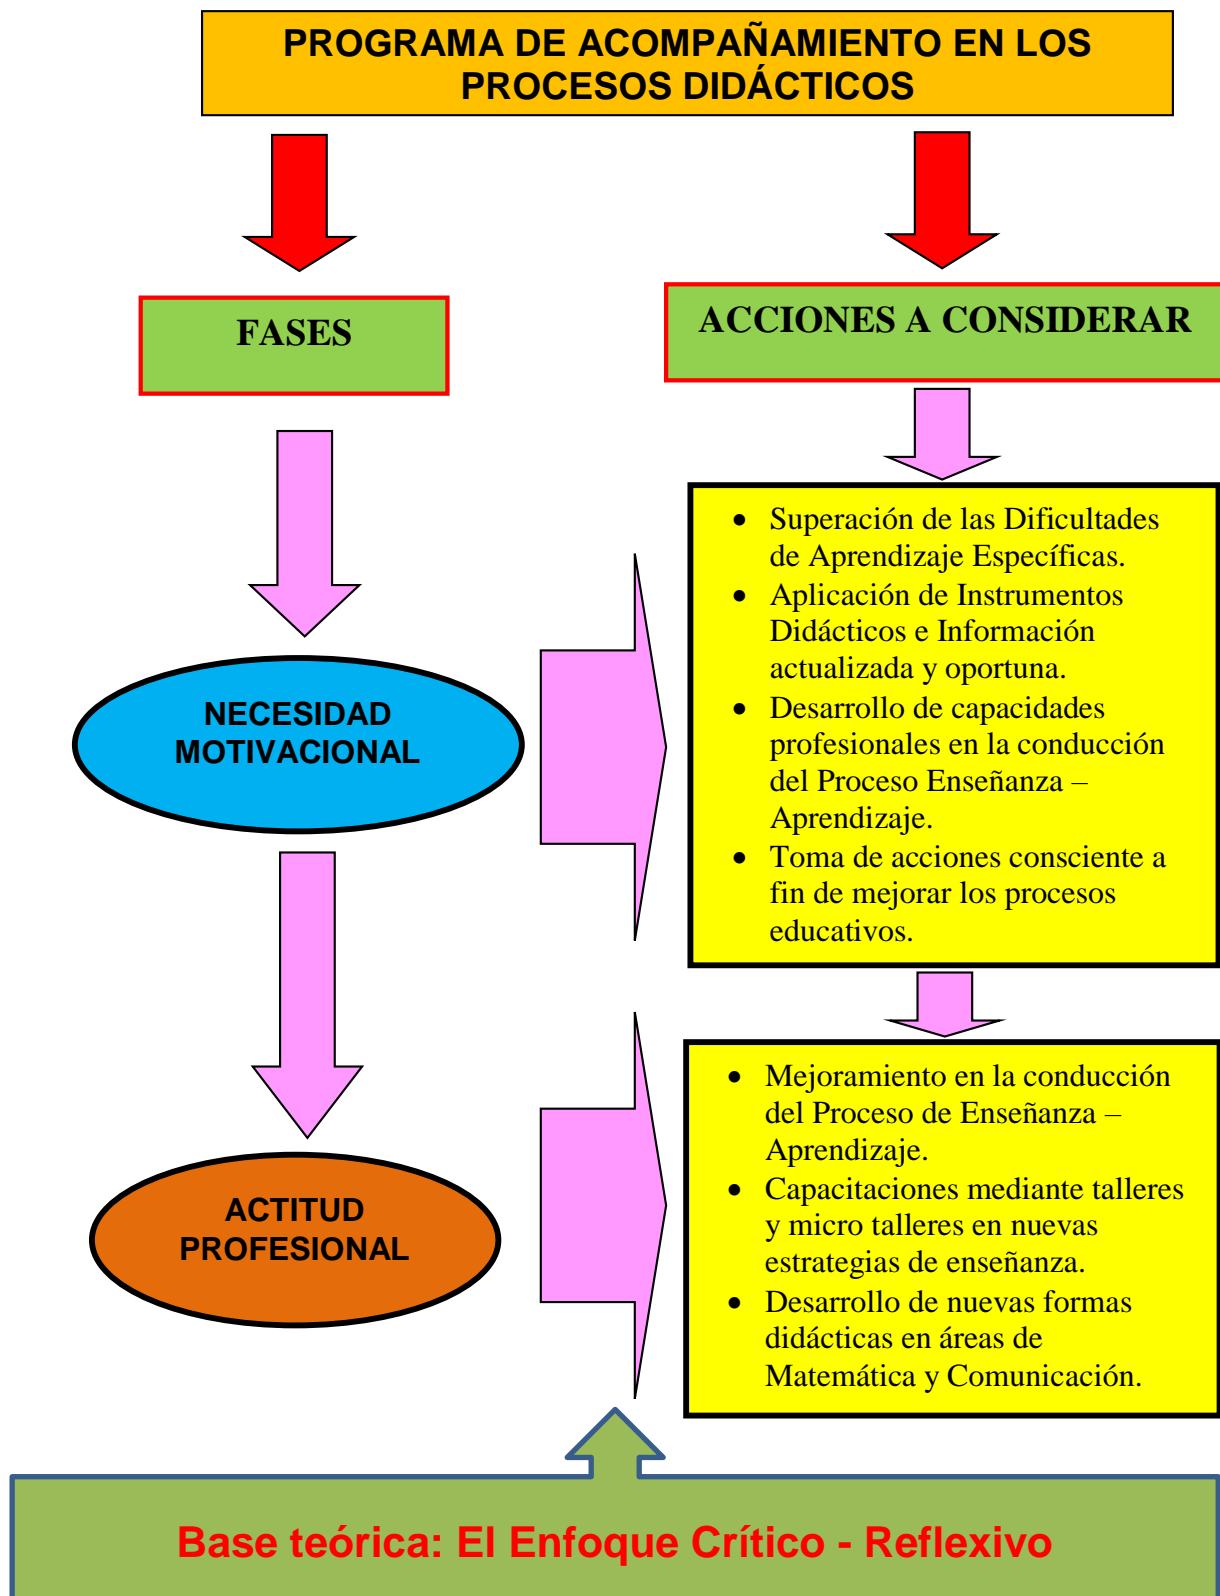 PROGRAMA DE ACOMPAÑAMIENTO EN LOS
PROCESOS DIDÁCTICOS
FASES
ACCIONES A CONSIDERAR
NECESIDAD
MOTIVACIONAL
• Superación de las Dificultades
de Aprendizaje Específicas.
• Aplicación de Instrumentos
Didácticos e Información
actualizada y oportuna.
• Desarrollo de capacidades
profesionales en la conducción
del Proceso Enseñanza –
Aprendizaje.
• Toma de acciones consciente a
fin de mejorar los procesos
educativos.
ACTITUD
PROFESIONAL
• Mejoramiento en la conducción
del Proceso de Enseñanza –
Aprendizaje.
• Capacitaciones mediante talleres
y micro talleres en nuevas
estrategias de enseñanza.
• Desarrollo de nuevas formas
didácticas en áreas de
Matemática y Comunicación.
Base teórica: El Enfoque Crítico - Reflexivo